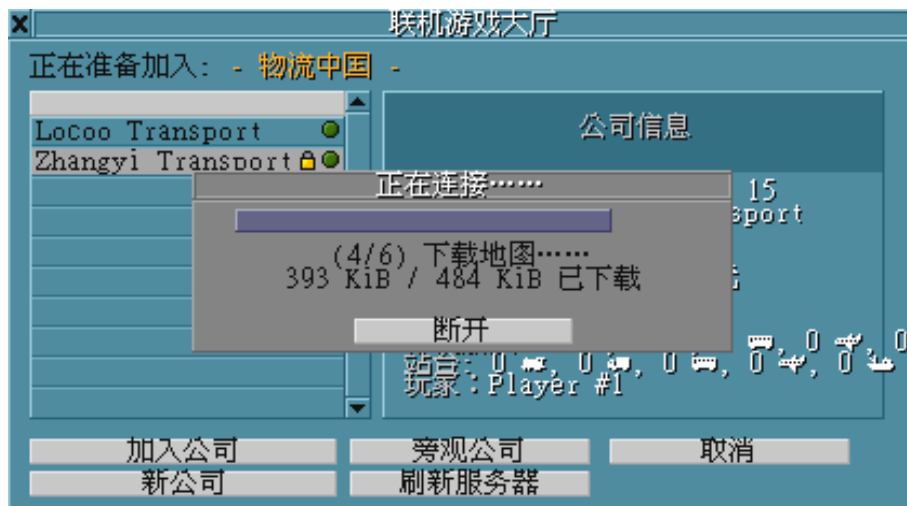 联机游戏大厅
正在准备加入: - 物流中国 -
Locoo Transport
Zhangyi Transport
公司信息
正在连接……
(4/6) 下载地图……
393 KiB / 484 KiB 已下载
断开
15
sport
元
0, 0
站台: 0, 0, 0, 0, 0
玩家:Player #1
加入公司
旁观公司
取消
新公司
刷新服务器